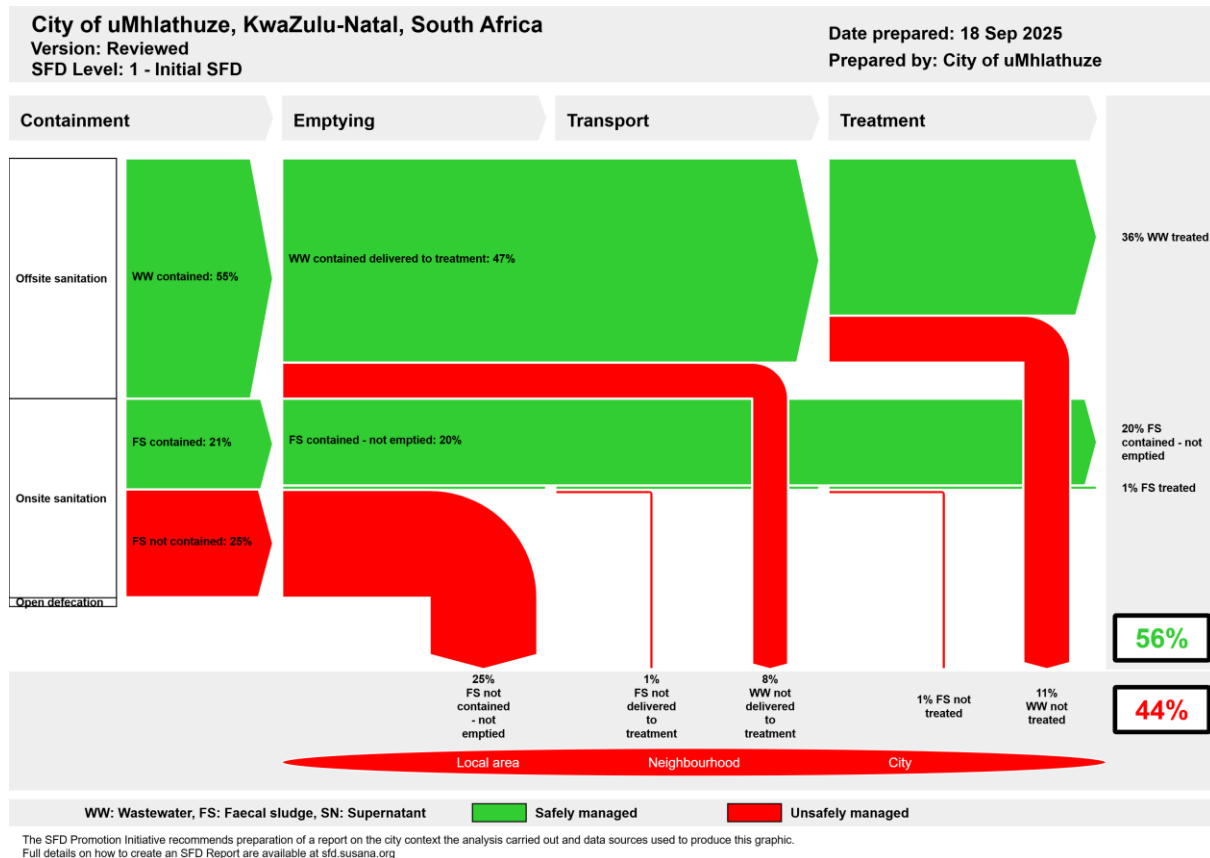 City of uMhlathuze, KwaZulu-Natal, South Africa
Version: Reviewed
SFD Level: 1 - Initial SFD
Date prepared: 18 Sep 2025
Prepared by: City of uMhlathuze
Containment
Emptying
Transport
Treatment
Offsite sanitation
WW contained: 55%
WW contained delivered to treatment: 47%
36% WW treated
Onsite sanitation
FS contained: 21%
FS contained - not emptied: 20%
20% FS
contained - not
emptied
1% FS treated
FS not contained: 25%
Open defecation
56%
44%
25%
FS not
contained
- not
emptied
1%
FS not
delivered
to
treatment
8%
WW not
delivered
to
treatment
1% FS not
treated
11%
WW not
treated
Local area
Neighbourhood
City
WW: Wastewater, FS: Faecal sludge, SN: Supernatant
Safely managed
Unsafely managed
The SFD Promotion Initiative recommends preparation of a report on the city context the analysis carried out and data sources used to produce this graphic.
Full details on how to create an SFD Report are available at sfd.susana.org